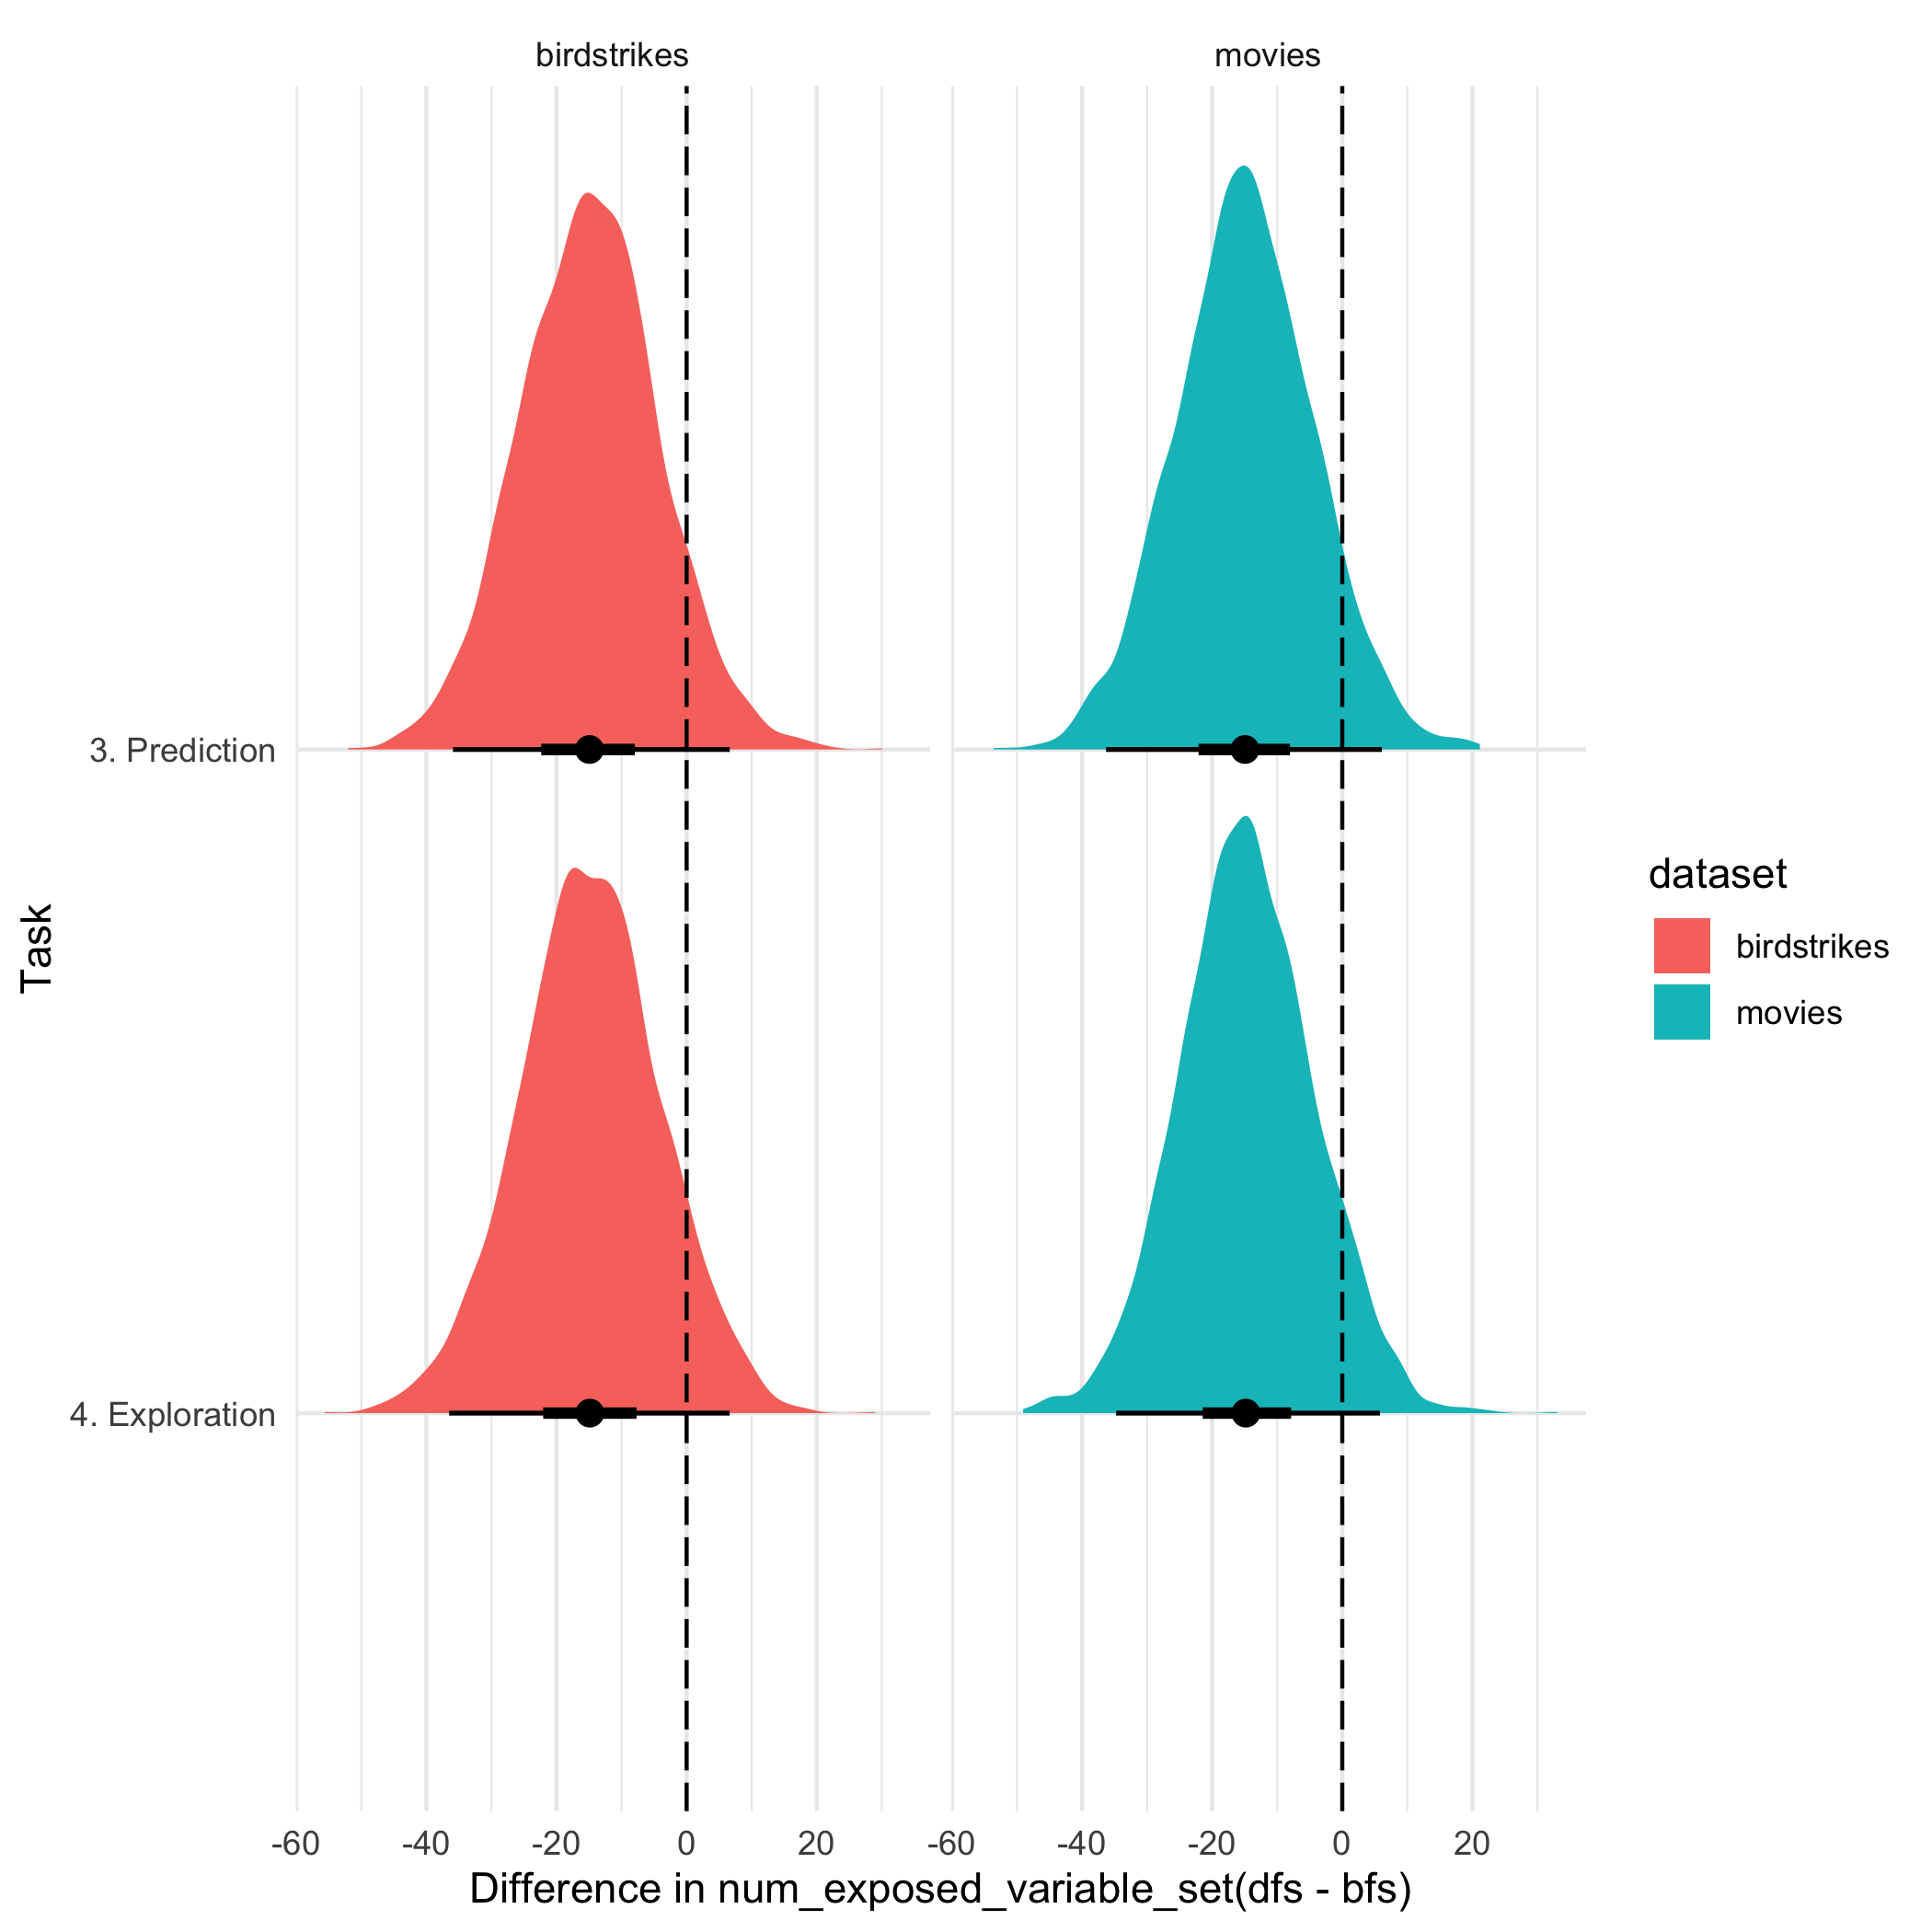 birdstrikes
movies
3. Prediction
4. Exploration
Task
dataset
birdstrikes
movies
-60 -40 -20 0 20 -60 -40 -20 0 20
Difference in num_exposed_variable_set(dfs - bfs)